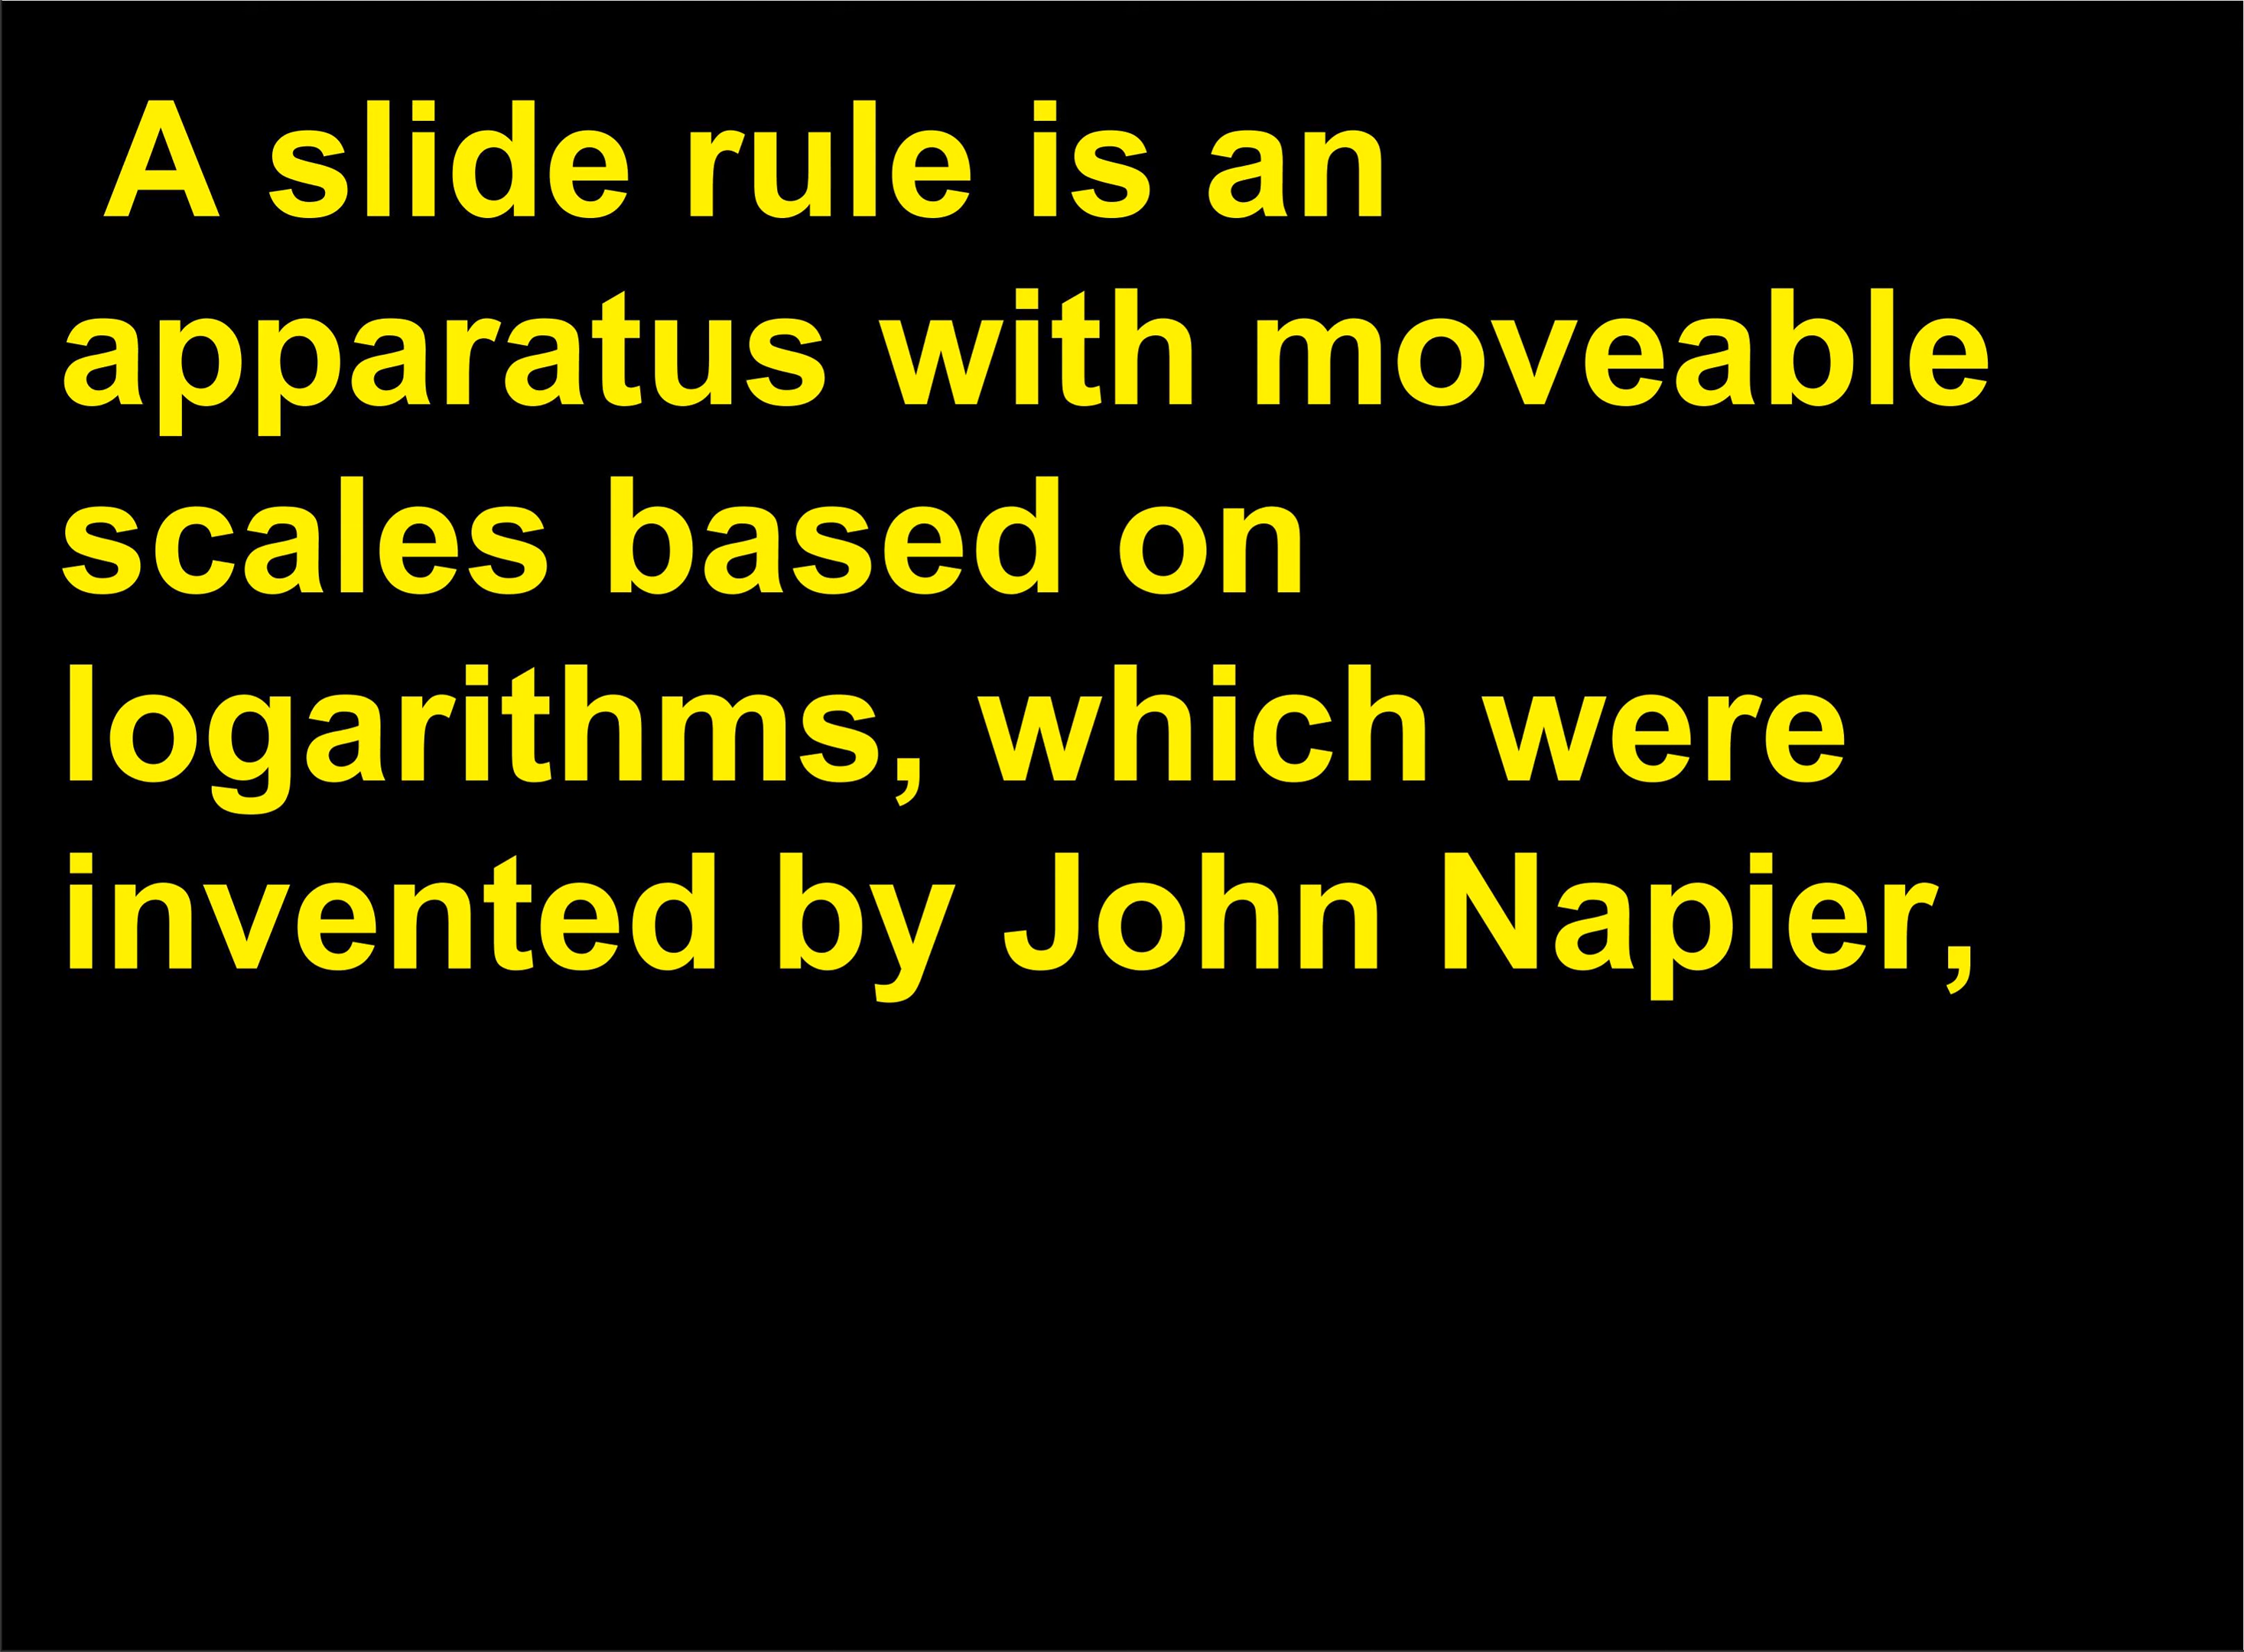 A slide rule is an
apparatus with moveable
scales based on
logarithms, which were
invented by John Napier,